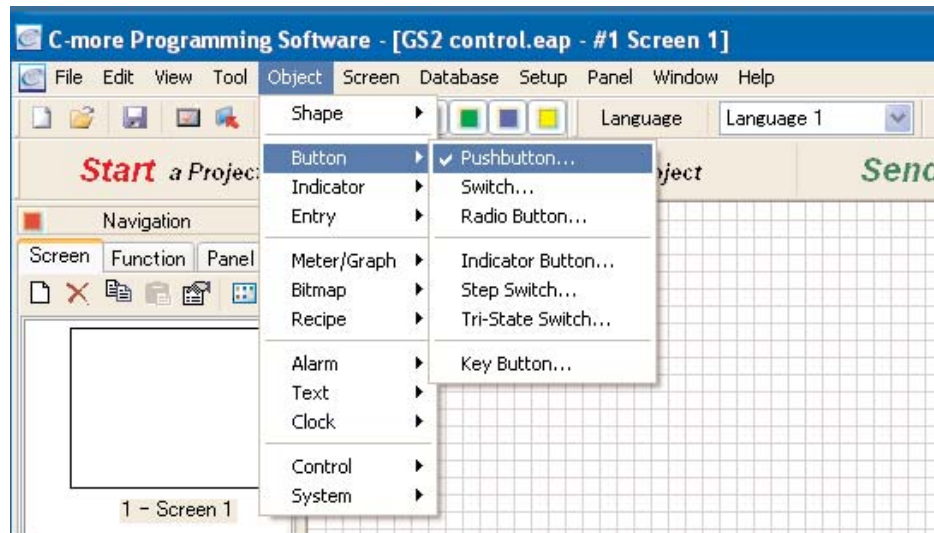 C-more Programming Software - [GS2 control.eap - #1 Screen 1]
File Edit View Tool Object Screen Database Setup Panel Window Help
Language Language 1
Start a Projec
ject
Send
Navigation
Screen Function Panel
Shape
Button
Indicator
Entry
Meter/Graph
Bitmap
Recipe
Alarm
Text
Clock
Control
System
Pushbutton...
Switch...
Radio Button...
Indicator Button...
Step Switch...
Tri-State Switch...
Key Button...
1 - Screen 1